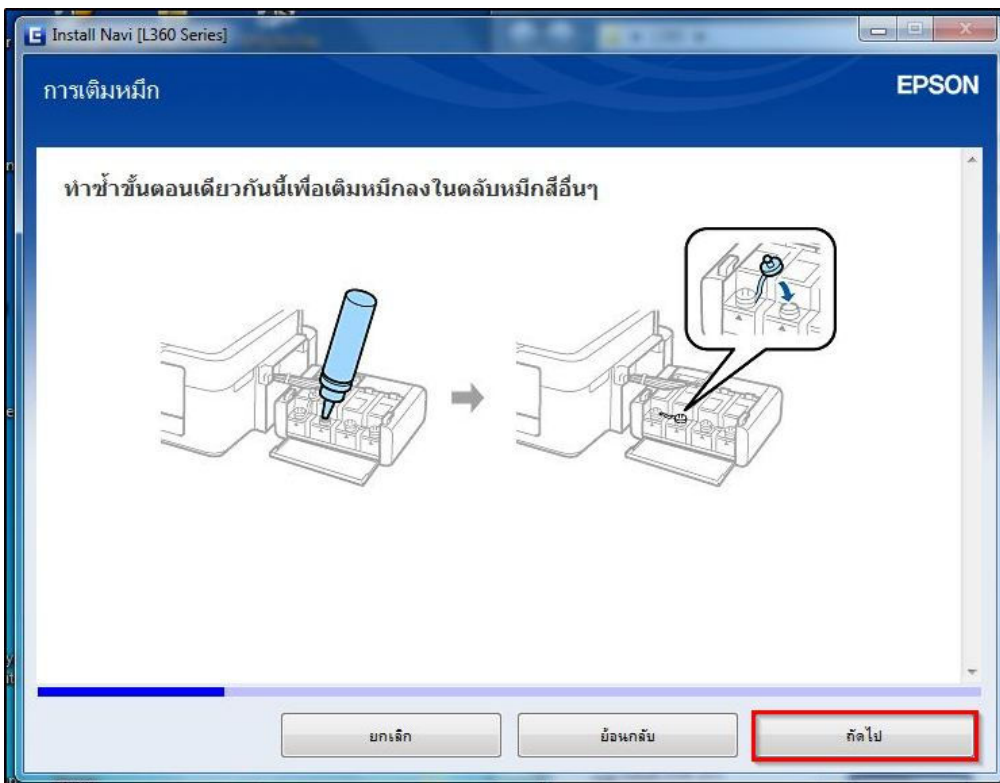 Install Navi [L360 Series]
การเติมหมึก
EPSON
ทำซ้ำขั้นตอนเดียวกันนี้เพื่อเติมหมึกลงในตลับหมึกสีอื่นๆ
ยกเลิก
ย้อนกลับ
ถัดไป